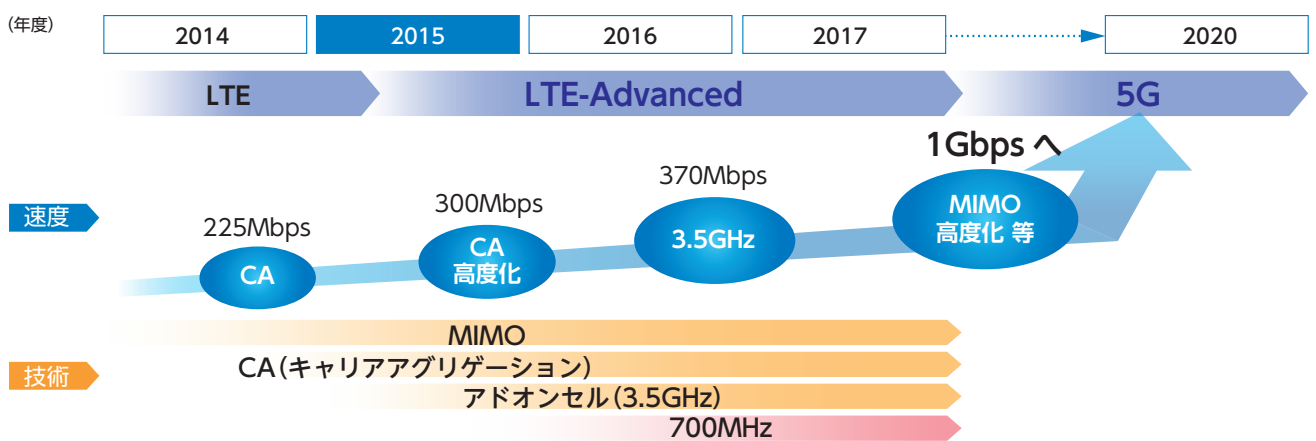 (年度)
2014
2015
2016
2017
2020
LTE
LTE-Advanced
5G
1Gbps へ
370Mbps
300Mbps
225Mbps
速度
CA
CA
高度化
3.5GHz
MIMO
高度化 等
MIMO
CA(キャリアアグリゲーション)
技術
アドオンセル(3.5GHz)
700MHz